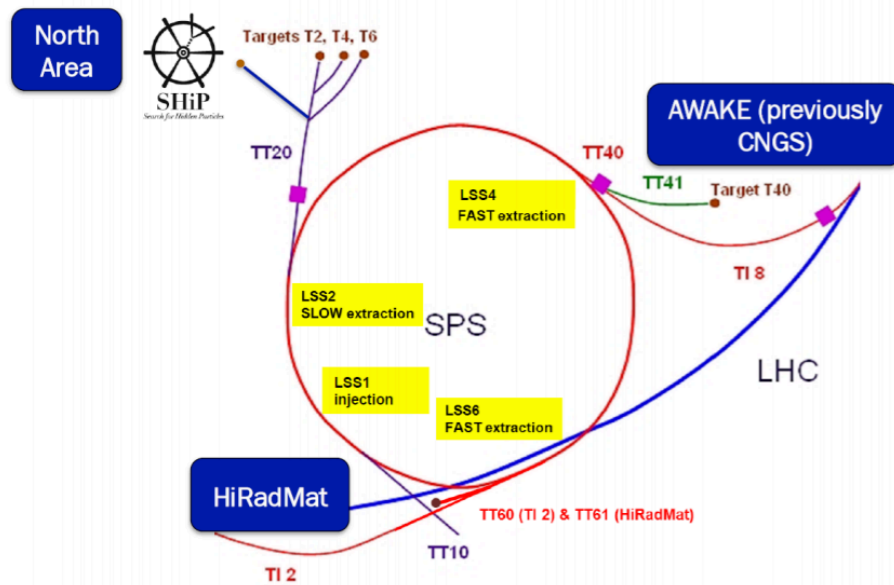 North
Area
SHiP
Search for Hidden Particles
Targets T2, T4, T6
AWAKE (previously
CNGS)
TT20
TT40
TT41
Target T40
LSS4
FAST extraction
TI 8
LSS2
SLOW extraction
SPS
LHC
LSS1
injection
LSS6
FAST extraction
HiRadMat
TT60 (TI 2) & TT61 (HiRadMat)
TT10
TI 2